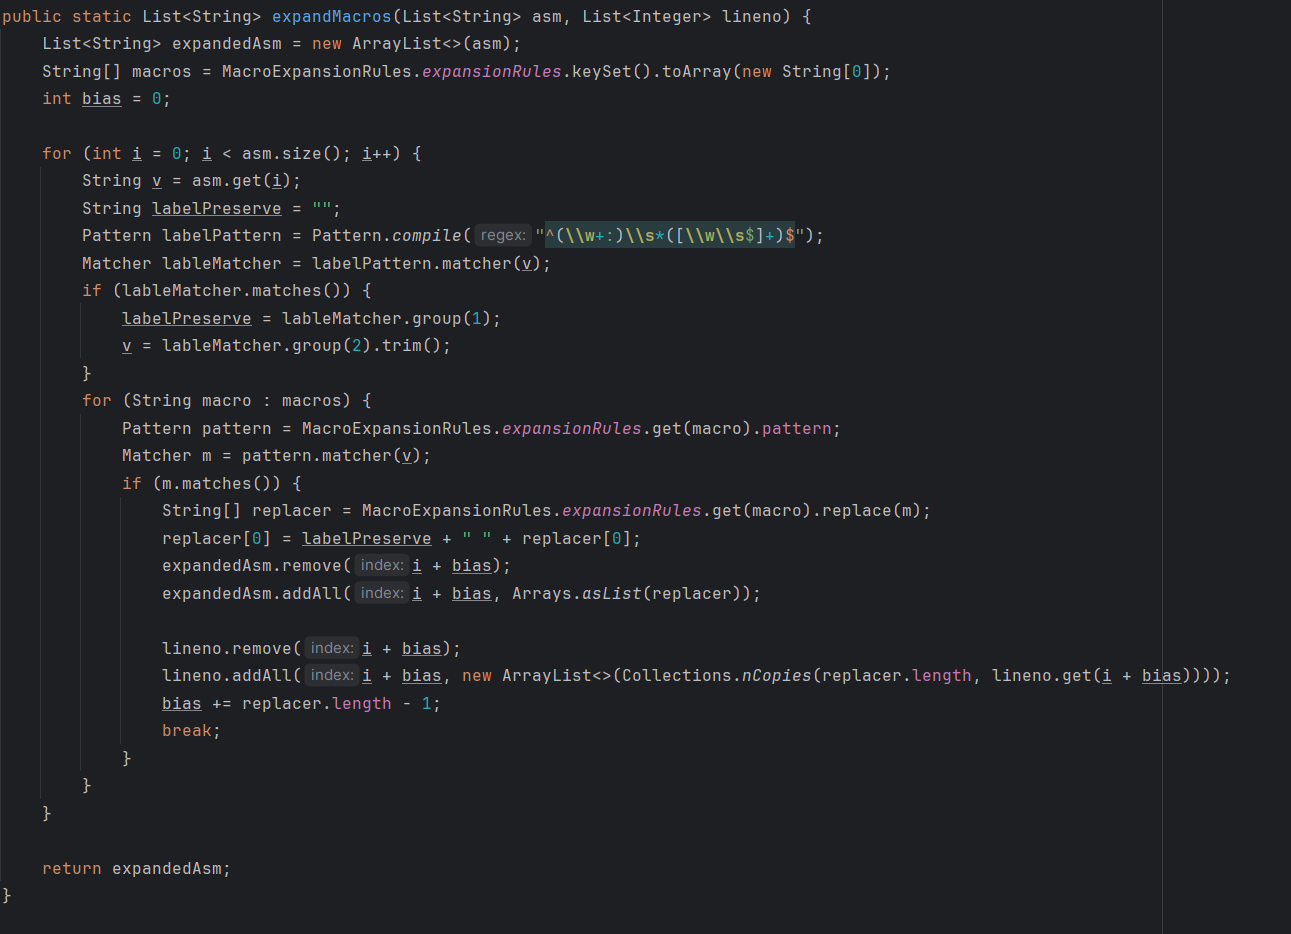 public static List<String> expandMacros(List<String> asm, List<Integer> lineno) {
    List<String> expandedAsm = new ArrayList<>(asm);
    String[] macros = MacroExpansionRules.expansionRules.keySet().toArray(new String[0]);
    int bias = 0;

    for (int i = 0; i < asm.size(); i++) {
        String v = asm.get(i);
        String labelPreserve = "";
        Pattern labelPattern = Pattern.compile( regex: "^(\\w+:)\\s*([\\w\\s$]+)$");
        Matcher lableMatcher = labelPattern.matcher(v);
        if (lableMatcher.matches()) {
            labelPreserve = lableMatcher.group(1);
            v = lableMatcher.group(2).trim();
        }
        for (String macro : macros) {
            Pattern pattern = MacroExpansionRules.expansionRules.get(macro).pattern;
            Matcher m = pattern.matcher(v);
            if (m.matches()) {
                String[] replacer = MacroExpansionRules.expansionRules.get(macro).replace(m);
                replacer[0] = labelPreserve + " " + replacer[0];
                expandedAsm.remove( index: i + bias);
                expandedAsm.addAll( index: i + bias, Arrays.asList(replacer));

                lineno.remove( index: i + bias);
                lineno.addAll( index: i + bias, new ArrayList<>(Collections.nCopies(replacer.length, lineno.get(i + bias))));
                bias += replacer.length - 1;
                break;
            }
        }
    }

    return expandedAsm;
}